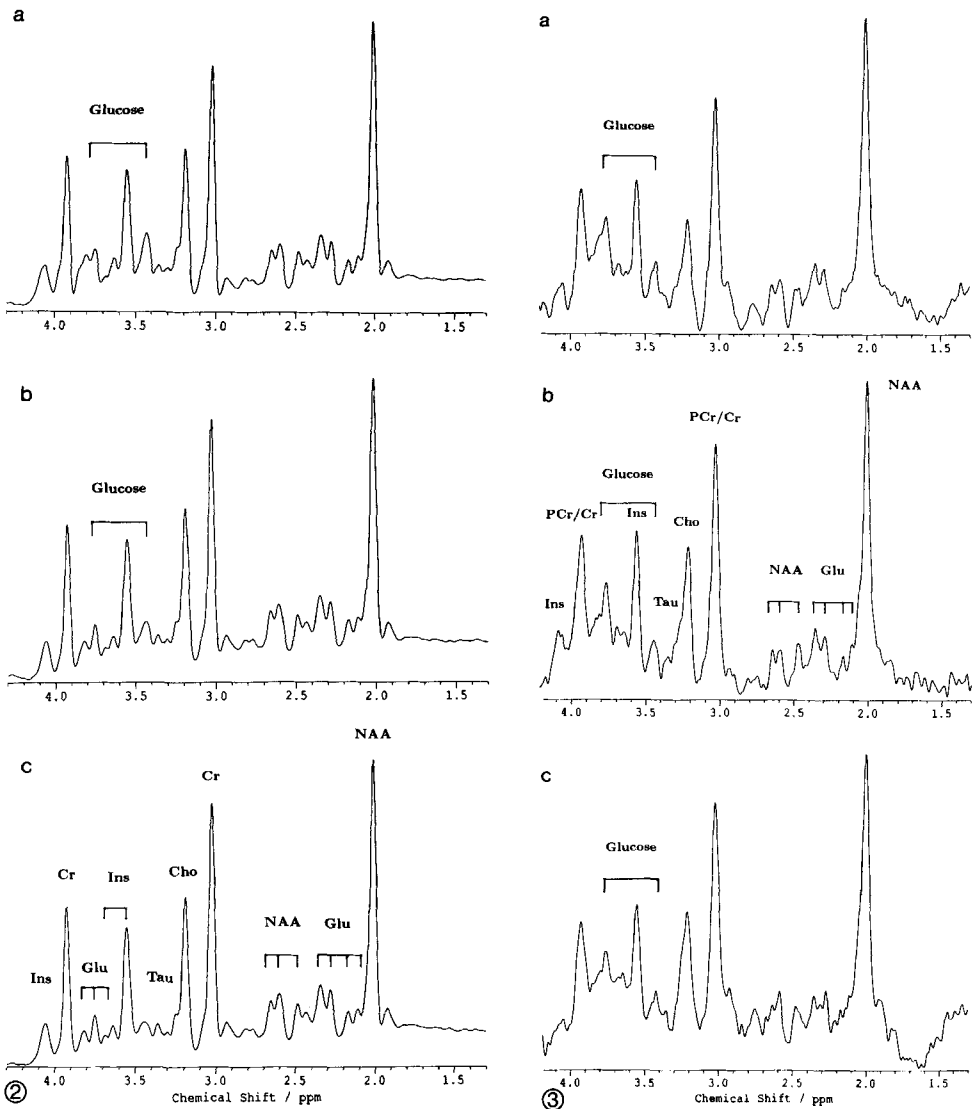 a
Glucose
4.0 3.5 3.0 2.5 2.0 1.5
b
Glucose
4.0 3.5 3.0 2.5 2.0 1.5
NAA
c
Cr
Cr Ins Cho
NAA Glu
Ins Glu Tau
4.0 3.5 3.0 2.5 2.0 1.5
② Chemical Shift / ppm
a
Glucose
4.0 3.5 3.0 2.5 2.0 1.5
b
NAA
PCr/Cr
Glucose
PCr/Cr Ins Cho
NAA Glu
Ins Tau
4.0 3.5 3.0 2.5 2.0 1.5
c
Glucose
4.0 3.5 3.0 2.5 2.0 1.5
③ Chemical Shift / ppm